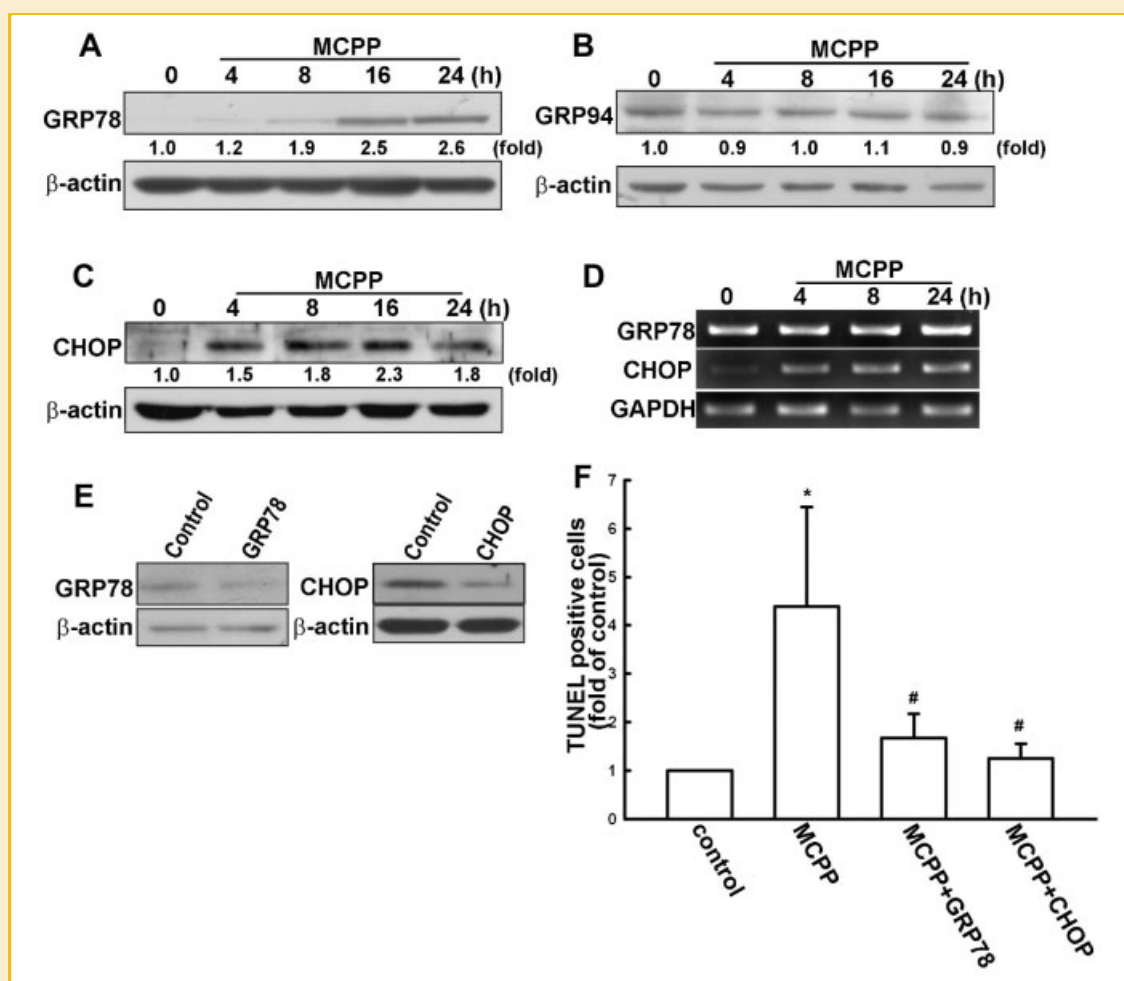 A
MCPP
0 4 8 16 24 (h)
GRP78
1.0 1.2 1.9 2.5 2.6 (fold)
β-actin
B
MCPP
0 4 8 16 24 (h)
GRP94
1.0 0.9 1.0 1.1 0.9 (fold)
β-actin
C
MCPP
0 4 8 16 24 (h)
CHOP
1.0 1.5 1.8 2.3 1.8 (fold)
β-actin
D
MCPP
0 4 8 24 (h)
GRP78
CHOP
GAPDH
E
Control GRP78
GRP78
β-actin
Control CHOP
CHOP
β-actin
F
TUNEL positive cells
(fold of control)
7
6
5
4
3
2
1
0
*
#
#
control
MCPP
MCPP+GRP78
MCPP+CHOP